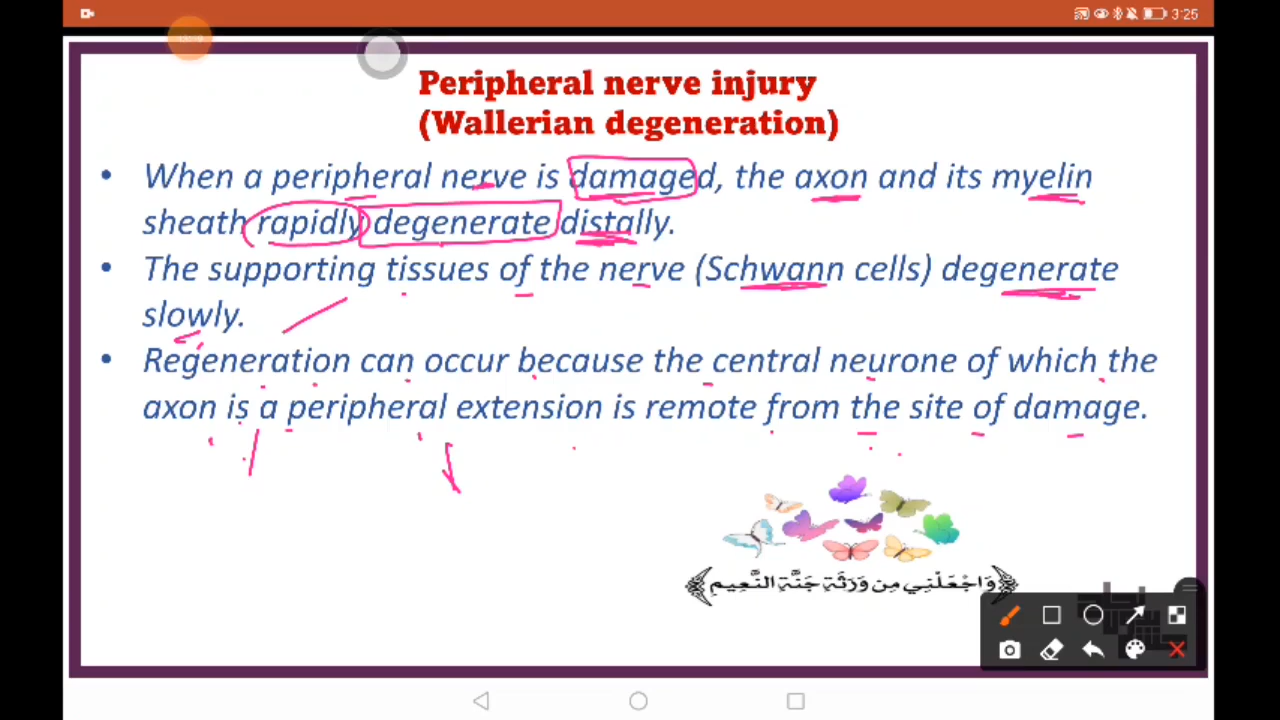 3:25
Peripheral nerve injury
(Wallerian degeneration)
• When a peripheral nerve is damaged, the axon and its myelin
sheath rapidly degenerate distally.
• The supporting tissues of the nerve (Schwann cells) degenerate
slowly.
• Regeneration can occur because the central neurone of which the
axon is a peripheral extension is remote from the site of damage.
﴿وَاجْعَلْنِي مِن وَرَثَةِ جَنَّةِ النَّعِيمِ﴾